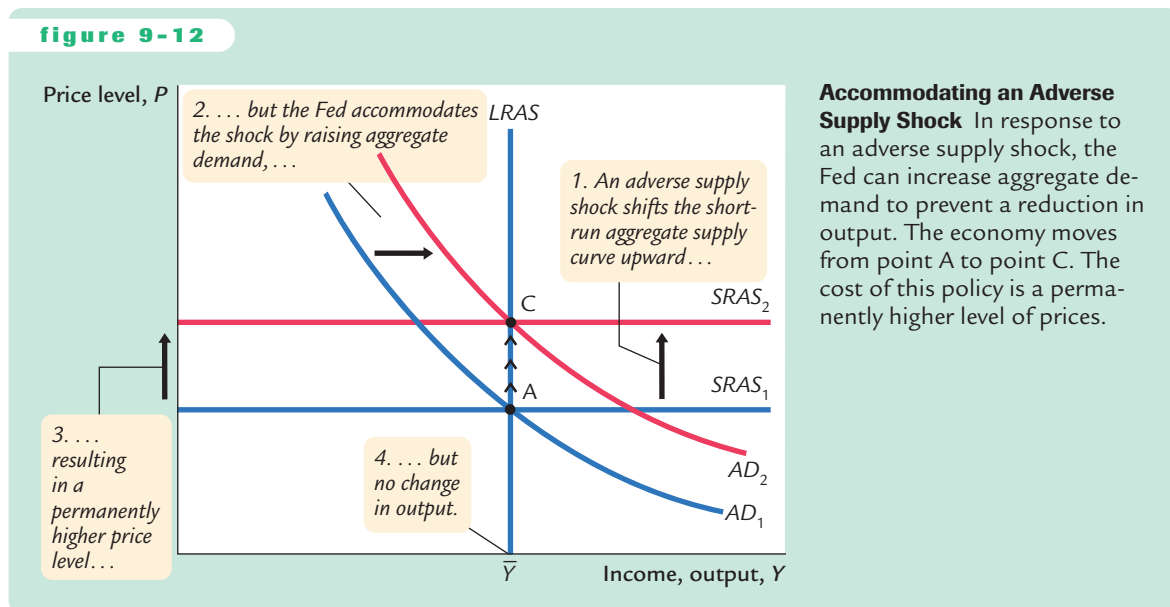 figure 9-12
Price level, P
2. . . . but the Fed accommodates
the shock by raising aggregate
demand, . . .
LRAS
1. An adverse supply
shock shifts the short-
run aggregate supply
curve upward . . .
C
SRAS2
A
SRAS1
3. . . .
resulting
in a
permanently
higher price
level . . .
4. . . . but
no change
in output.
AD2
AD1
Y̅
Income, output, Y
Accommodating an Adverse
Supply Shock In response to
an adverse supply shock, the
Fed can increase aggregate de-
mand to prevent a reduction in
output. The economy moves
from point A to point C. The
cost of this policy is a perma-
nently higher level of prices.